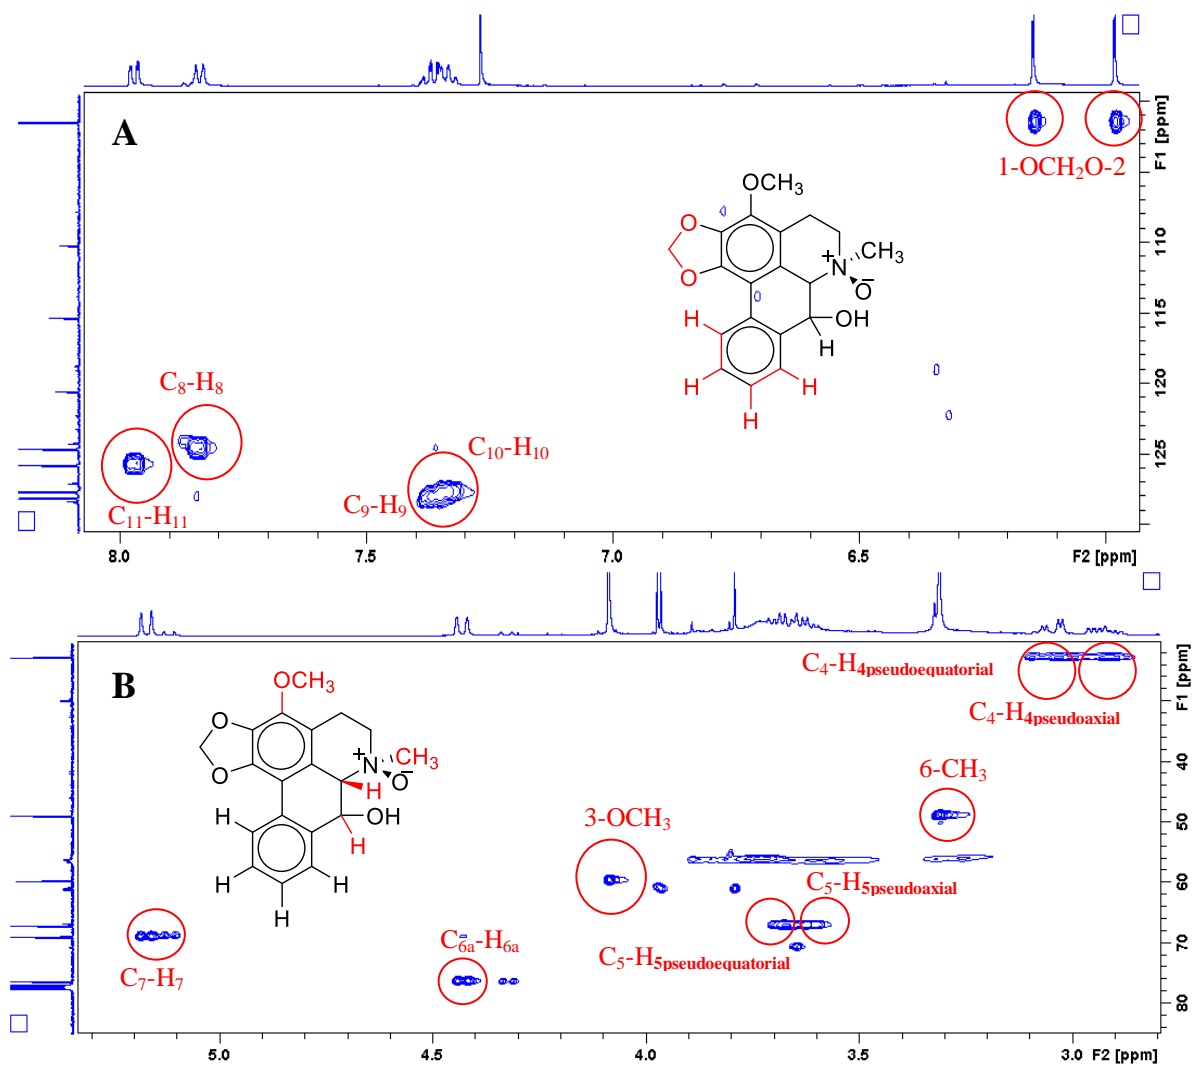 A
F1 [ppm]
1-OCH₂O-2
OCH₃
O
O
+
N
CH₃
O⁻
OH
H
H
H
H
H
110
115
120
125
C₈-H₈
C₁₁-H₁₁
C₁₀-H₁₀
C₉-H₉
8.0 7.5 7.0 6.5 F2 [ppm]
B
F1 [ppm]
C₄-H₄pseudoequatorial
C₄-H₄pseudoaxial
OCH₃
O
O
+
N
CH₃
O⁻
H
OH
H
H
H
H
H
6-CH₃
3-OCH₃
C₅-H₅pseudoaxial
C₅-H₅pseudoequatorial
C₇-H₇
C₆ₐ-H₆ₐ
40
50
60
70
80
5.0 4.5 4.0 3.5 3.0 F2 [ppm]